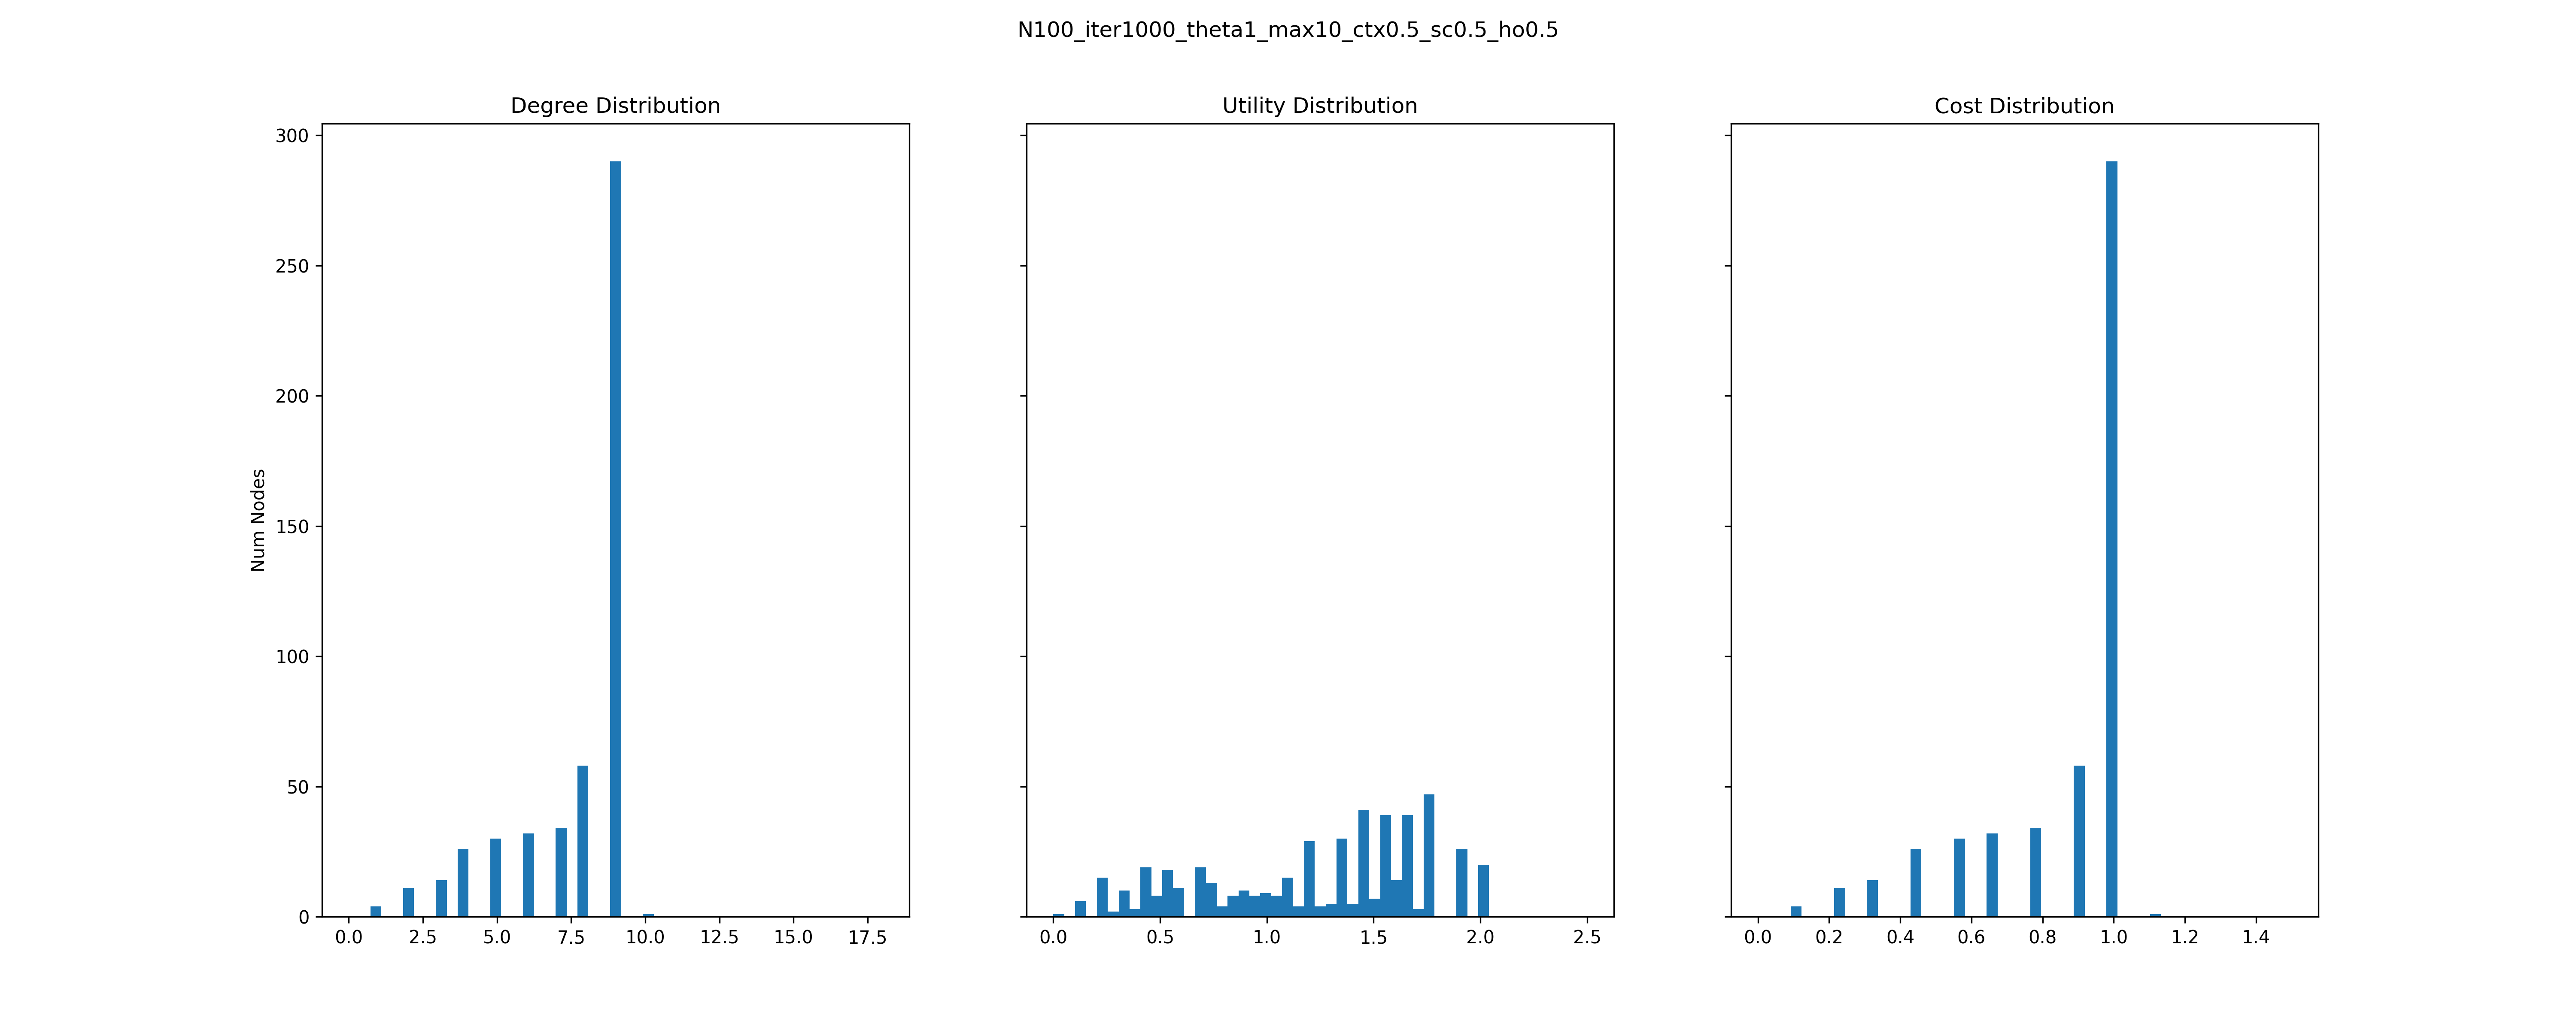 N100_iter1000_theta1_max10_ctx0.5_sc0.5_ho0.5
Degree Distribution
Utility Distribution
Cost Distribution
Num Nodes
300
250
200
150
100
50
0
0.0 2.5 5.0 7.5 10.0 12.5 15.0 17.5
0.0 0.5 1.0 1.5 2.0 2.5
0.0 0.2 0.4 0.6 0.8 1.0 1.2 1.4